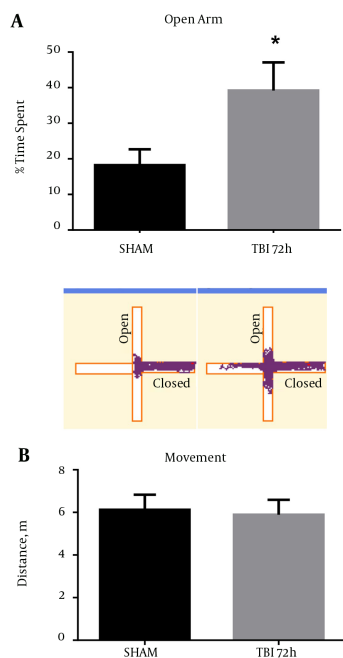 A
Open Arm
*
50
40
30
20
10
0
% Time Spent
SHAM
TBI 72h
Open
Closed
Open
Closed
B
Movement
8
6
4
2
0
Distance, m
SHAM
TBI 72h